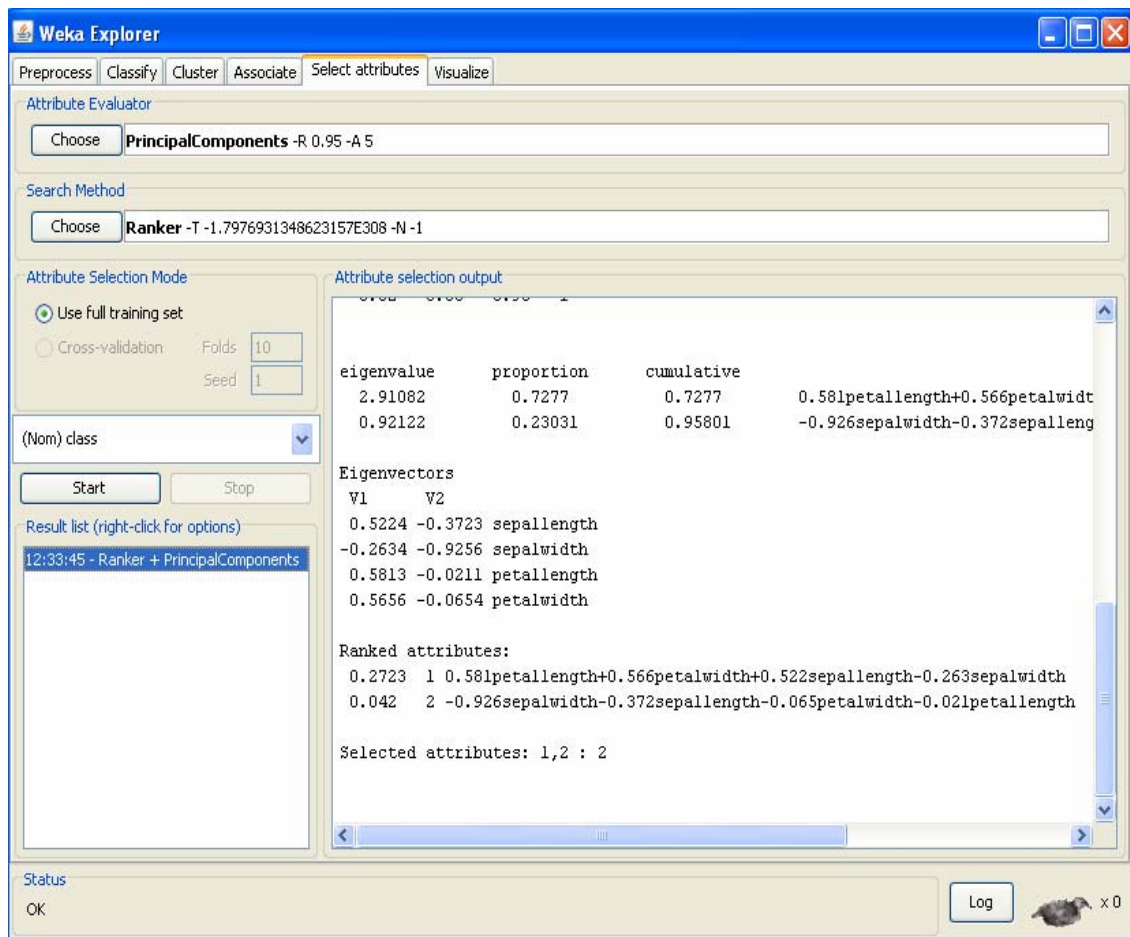 Weka Explorer
Preprocess Classify Cluster Associate Select attributes Visualize
Attribute Evaluator
Choose PrincipalComponents -R 0.95 -A 5
Search Method
Choose Ranker -T -1.7976931348623157E308 -N -1
Attribute Selection Mode
Use full training set
Cross-validation Folds 10
Seed 1
(Nom) class
Start Stop
Result list (right-click for options)
12:33:45 - Ranker + PrincipalComponents
Attribute selection output
eigenvalue proportion cumulative
2.91082 0.7277 0.7277 0.581petallength+0.566petalwidt
0.92122 0.23031 0.95801 -0.926sepalwidth-0.372sepalleng
Eigenvectors
V1 V2
0.5224 -0.3723 sepallength
-0.2634 -0.9256 sepalwidth
0.5813 -0.0211 petallength
0.5656 -0.0654 petalwidth
Ranked attributes:
0.2723 1 0.581petallength+0.566petalwidth+0.522sepallength-0.263sepalwidth
0.042 2 -0.926sepalwidth-0.372sepallength-0.065petalwidth-0.021petallength
Selected attributes: 1,2 : 2
Status
OK
Log x 0